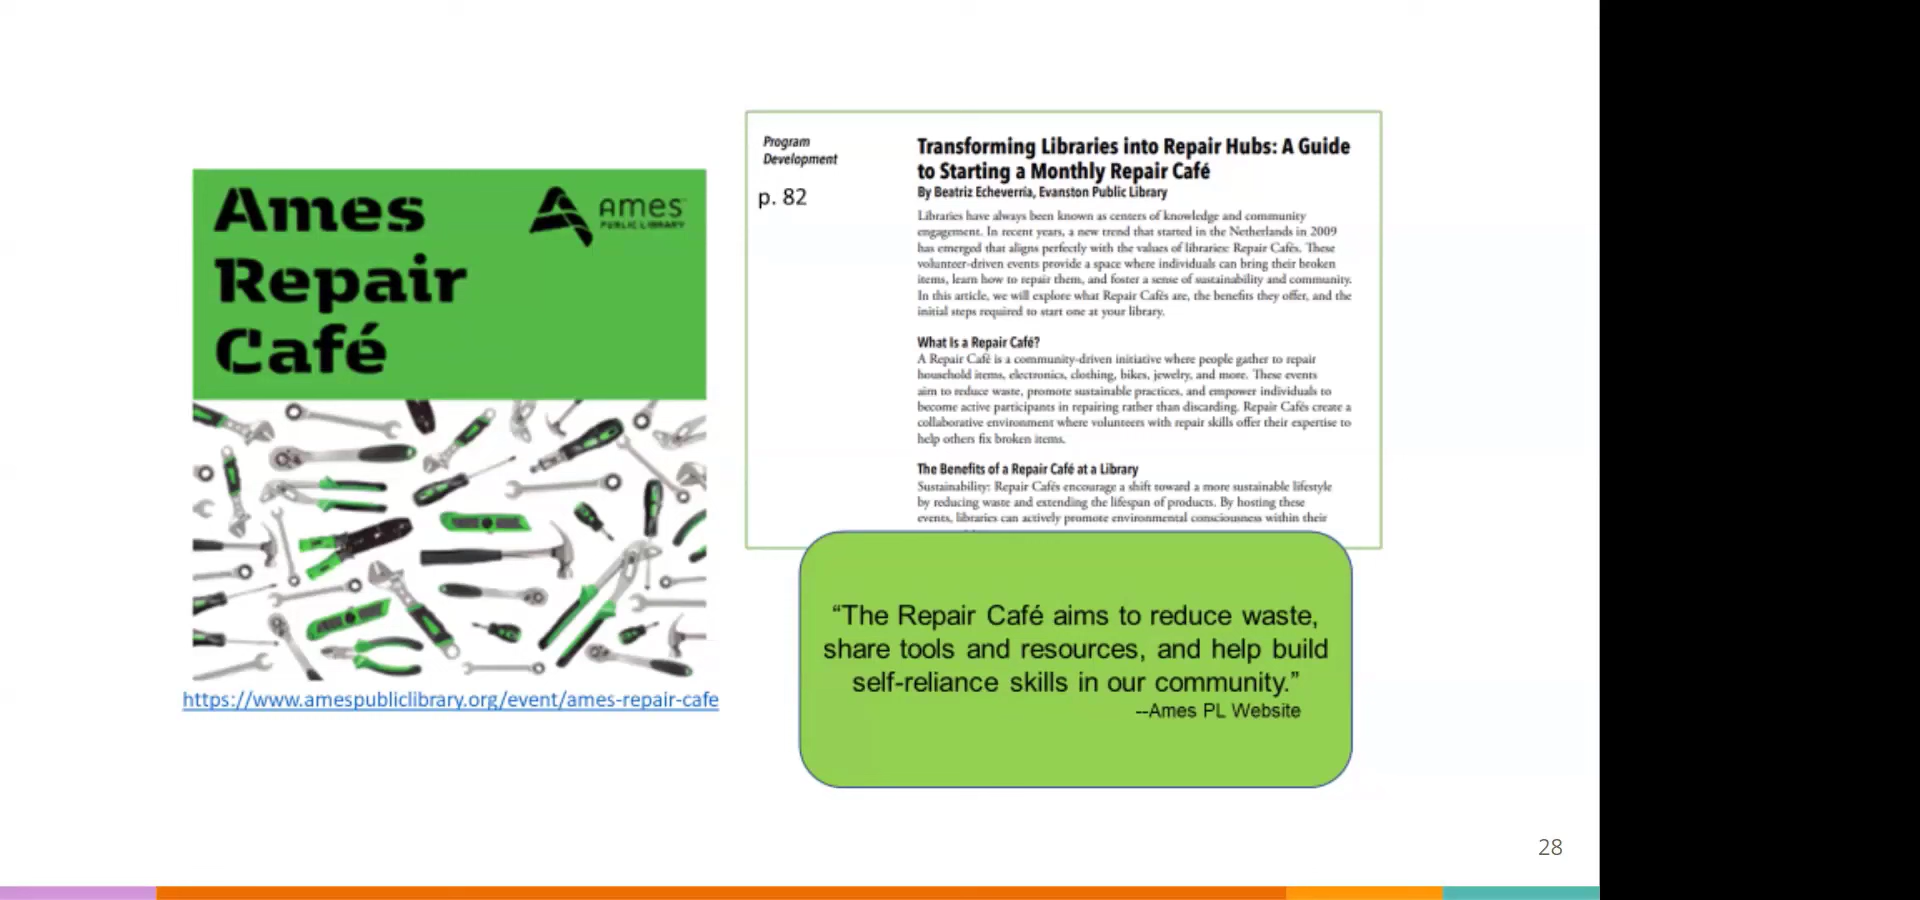 Ames
Repair
Café
AMES
PUBLIC LIBRARY
https://www.amespubliclibrary.org/event/ames-repair-cafe
Program
Development
p. 82
Transforming Libraries into Repair Hubs: A Guide
to Starting a Monthly Repair Café
By Beatriz Echeverria, Evanston Public Library
Libraries have always been known as centers of knowledge and community
engagement. In recent years, a new trend that started in the Netherlands in 2009
has emerged that aligns perfectly with the values of libraries: Repair Cafés. These
volunteer-driven events provide a space where individuals can bring their broken
items, learn how to repair them, and foster a sense of sustainability and community.
In this article, we will explore what Repair Cafés are, the benefits they offer, and the
initial steps required to start one at your library.
What Is a Repair Café?
A Repair Café is a community-driven initiative where people gather to repair
household items, electronics, clothing, bikes, jewelry, and more. These events
aim to reduce waste, promote sustainable practices, and empower individuals to
become active participants in repairing rather than discarding. Repair Cafés create a
collaborative environment where volunteers with repair skills offer their expertise to
help others fix broken items.
The Benefits of a Repair Café at a Library
Sustainability: Repair Cafés encourage a shift toward a more sustainable lifestyle
by reducing waste and extending the lifespan of products. By hosting these
events, libraries can actively promote environmental consciousness within their
“The Repair Café aims to reduce waste,
share tools and resources, and help build
self-reliance skills in our community.”
--Ames PL Website
28